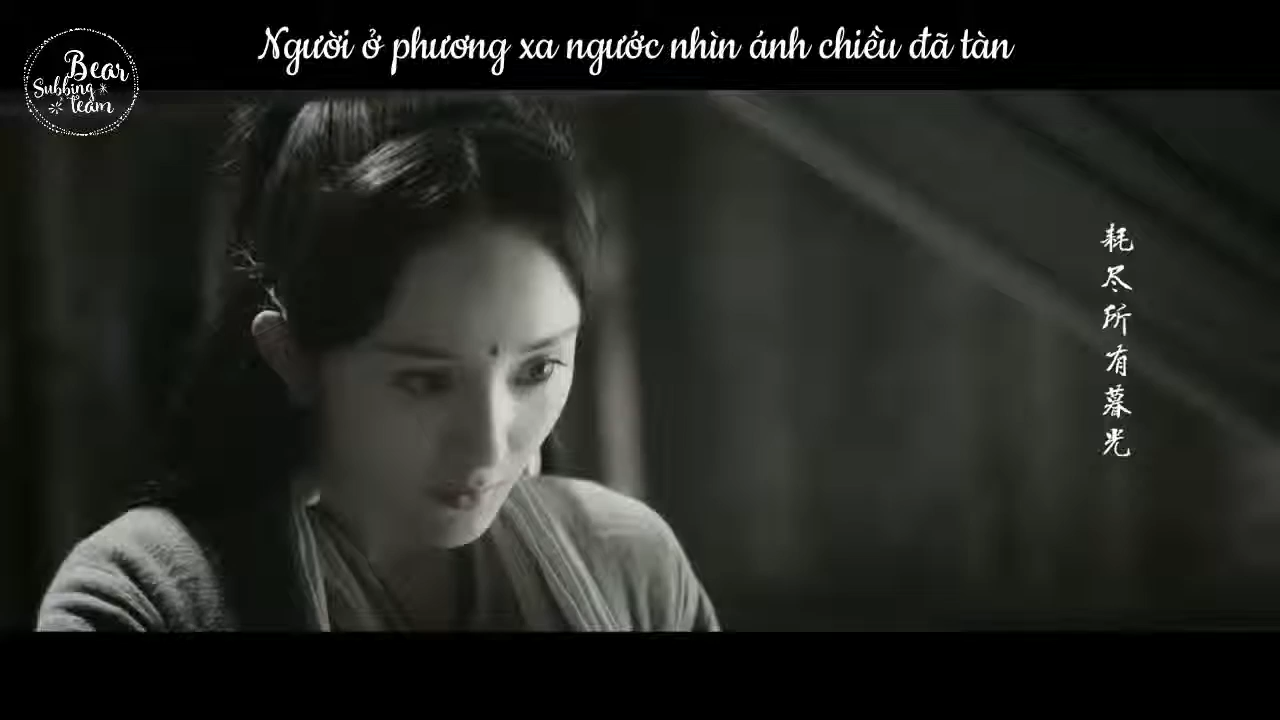 Người ở phương xa ngước nhìn ánh chiều đã tàn
Bear
Subbing
team
耗尽所有暮光